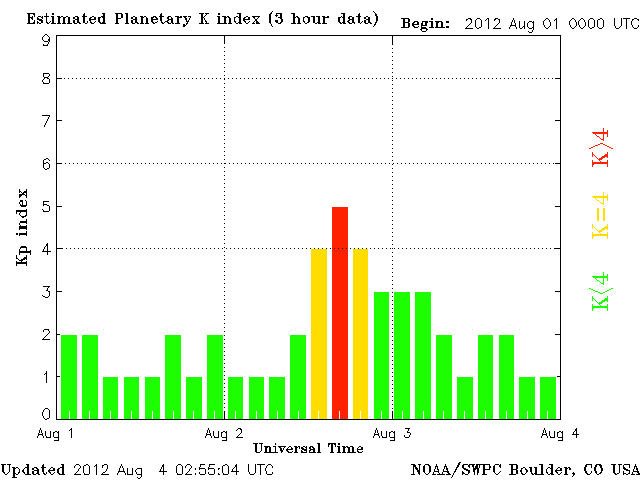 Estimated Planetary K index (3 hour data) Begin: 2012 Aug 01 0000 UTC
9
8
7
6
5
4
3
2
1
0
Kp index
K>4
K=4
K<4
Aug 1 Aug 2 Aug 3 Aug 4
Universal Time
Updated 2012 Aug 4 02:55:04 UTC NOAA/SWPC Boulder, CO USA